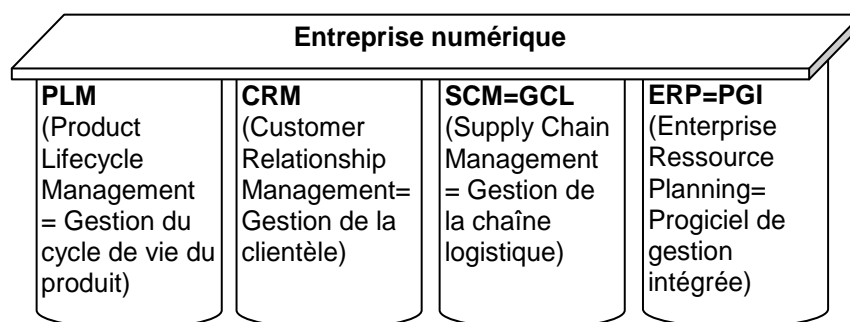 Entreprise numérique
PLM
(Product
Lifecycle
Management
= Gestion du
cycle de vie du
produit)
CRM
(Customer
Relationship
Management=
Gestion de la
clientèle)
SCM=GCL
(Supply Chain
Management
= Gestion de
la chaîne
logistique)
ERP=PGI
(Enterprise
Ressource
Planning=
Progiciel de
gestion
intégrée)